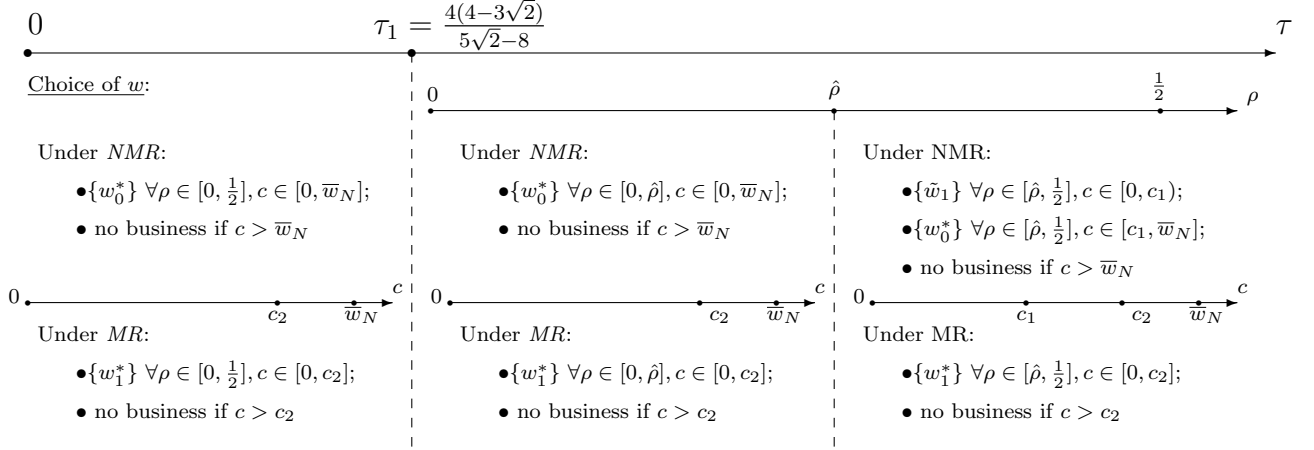 0 τ₁ = 4(4−3√2)/(5√2−8) τ
Choice of w:
0 ρ̂ 1/2 ρ
Under NMR: Under NMR: Under NMR:
•{w₀*} ∀ρ ∈ [0, 1/2], c ∈ [0, w̅_N]; •{w₀*} ∀ρ ∈ [0, ρ̂], c ∈ [0, w̅_N]; •{w̃₁} ∀ρ ∈ [ρ̂, 1/2], c ∈ [0, c₁);
• no business if c > w̅_N • no business if c > w̅_N •{w₀*} ∀ρ ∈ [ρ̂, 1/2], c ∈ [c₁, w̅_N];
• no business if c > w̅_N
0 c 0 c 0 c
c₂ w̅_N c₂ w̅_N c₁ c₂ w̅_N
Under MR: Under MR: Under MR:
•{w₁*} ∀ρ ∈ [0, 1/2], c ∈ [0, c₂]; •{w₁*} ∀ρ ∈ [0, ρ̂], c ∈ [0, c₂]; •{w₁*} ∀ρ ∈ [ρ̂, 1/2], c ∈ [0, c₂];
• no business if c > c₂ • no business if c > c₂ • no business if c > c₂